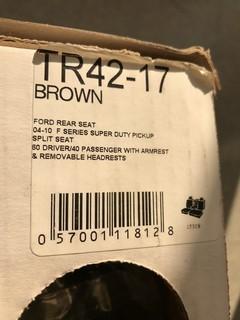 TR42-17
BROWN
FORD REAR SEAT
04-10 F SERIES SUPER DUTY PICKUP
SPLIT SEAT
60 DRIVER/40 PASSENGER WITH ARMREST
& REMOVABLE HEADRESTS
0 57001 11812 8